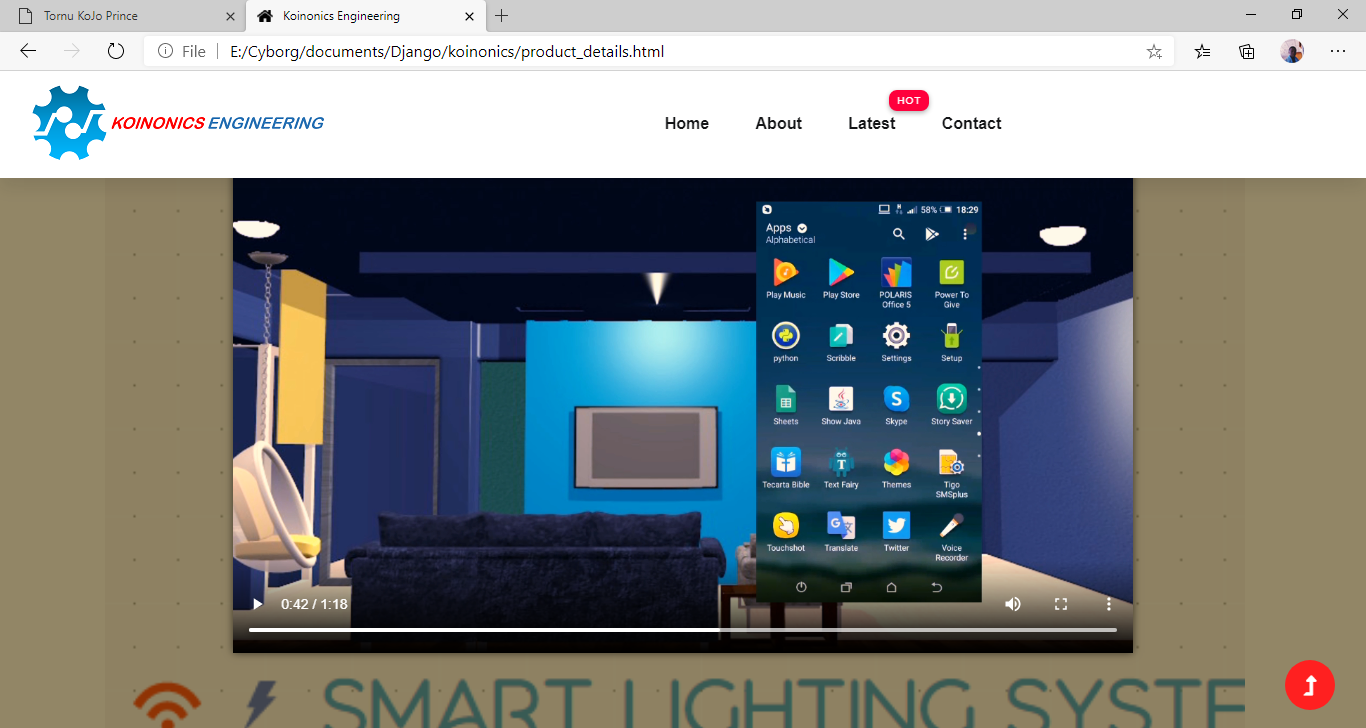 Tornu KoJo Prince
Koinonics Engineering
File
E:/Cyborg/documents/Django/koinonics/product_details.html
KOINONICS ENGINEERING
HOT
Home About Latest Contact
58% 18:29
Apps
Alphabetical
Play Music Play Store POLARIS Office 5 Power To Give
python Scribble Settings Setup
Sheets Show Java Skype Story Saver
Tecarta Bible Text Fairy Themes Tigo SMSplus
Touchshot Translate Twitter Voice Recorder
0:42 / 1:18
SMART LIGHTING SYSTE